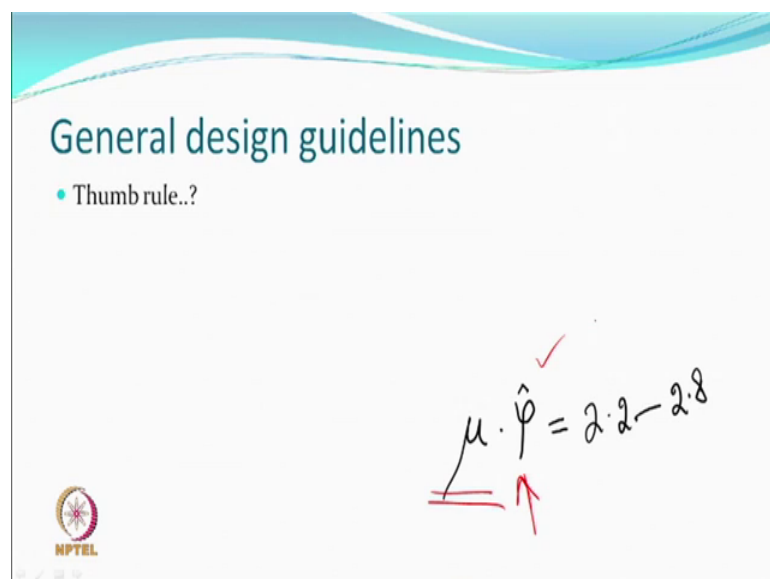 General design guidelines
• Thumb rule..?
μ · φ̂ = 2.2 – 2.8
NPTEL